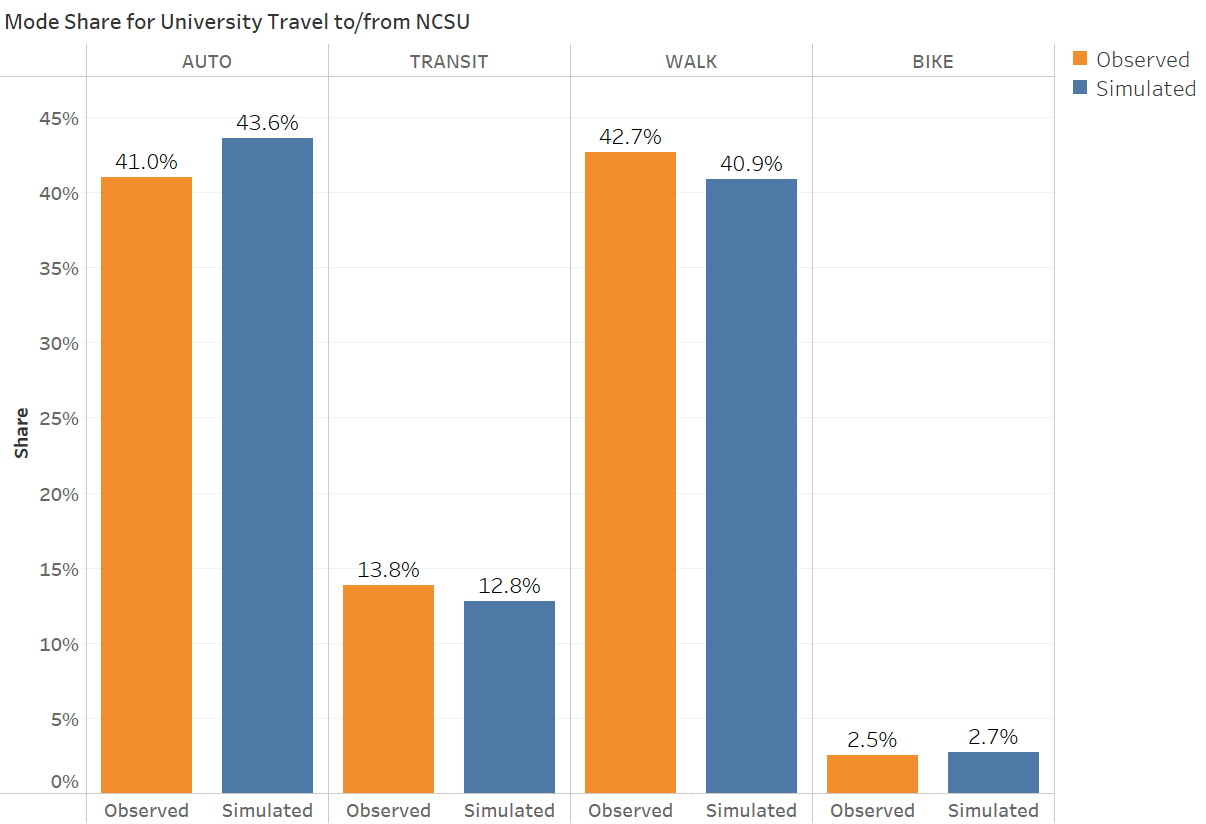 Mode Share for University Travel to/from NCSU
AUTO TRANSIT WALK BIKE
Observed
Simulated
Share
45%
40%
35%
30%
25%
20%
15%
10%
5%
0%
41.0% 43.6% 13.8% 12.8% 42.7% 40.9% 2.5% 2.7%
Observed Simulated Observed Simulated Observed Simulated Observed Simulated